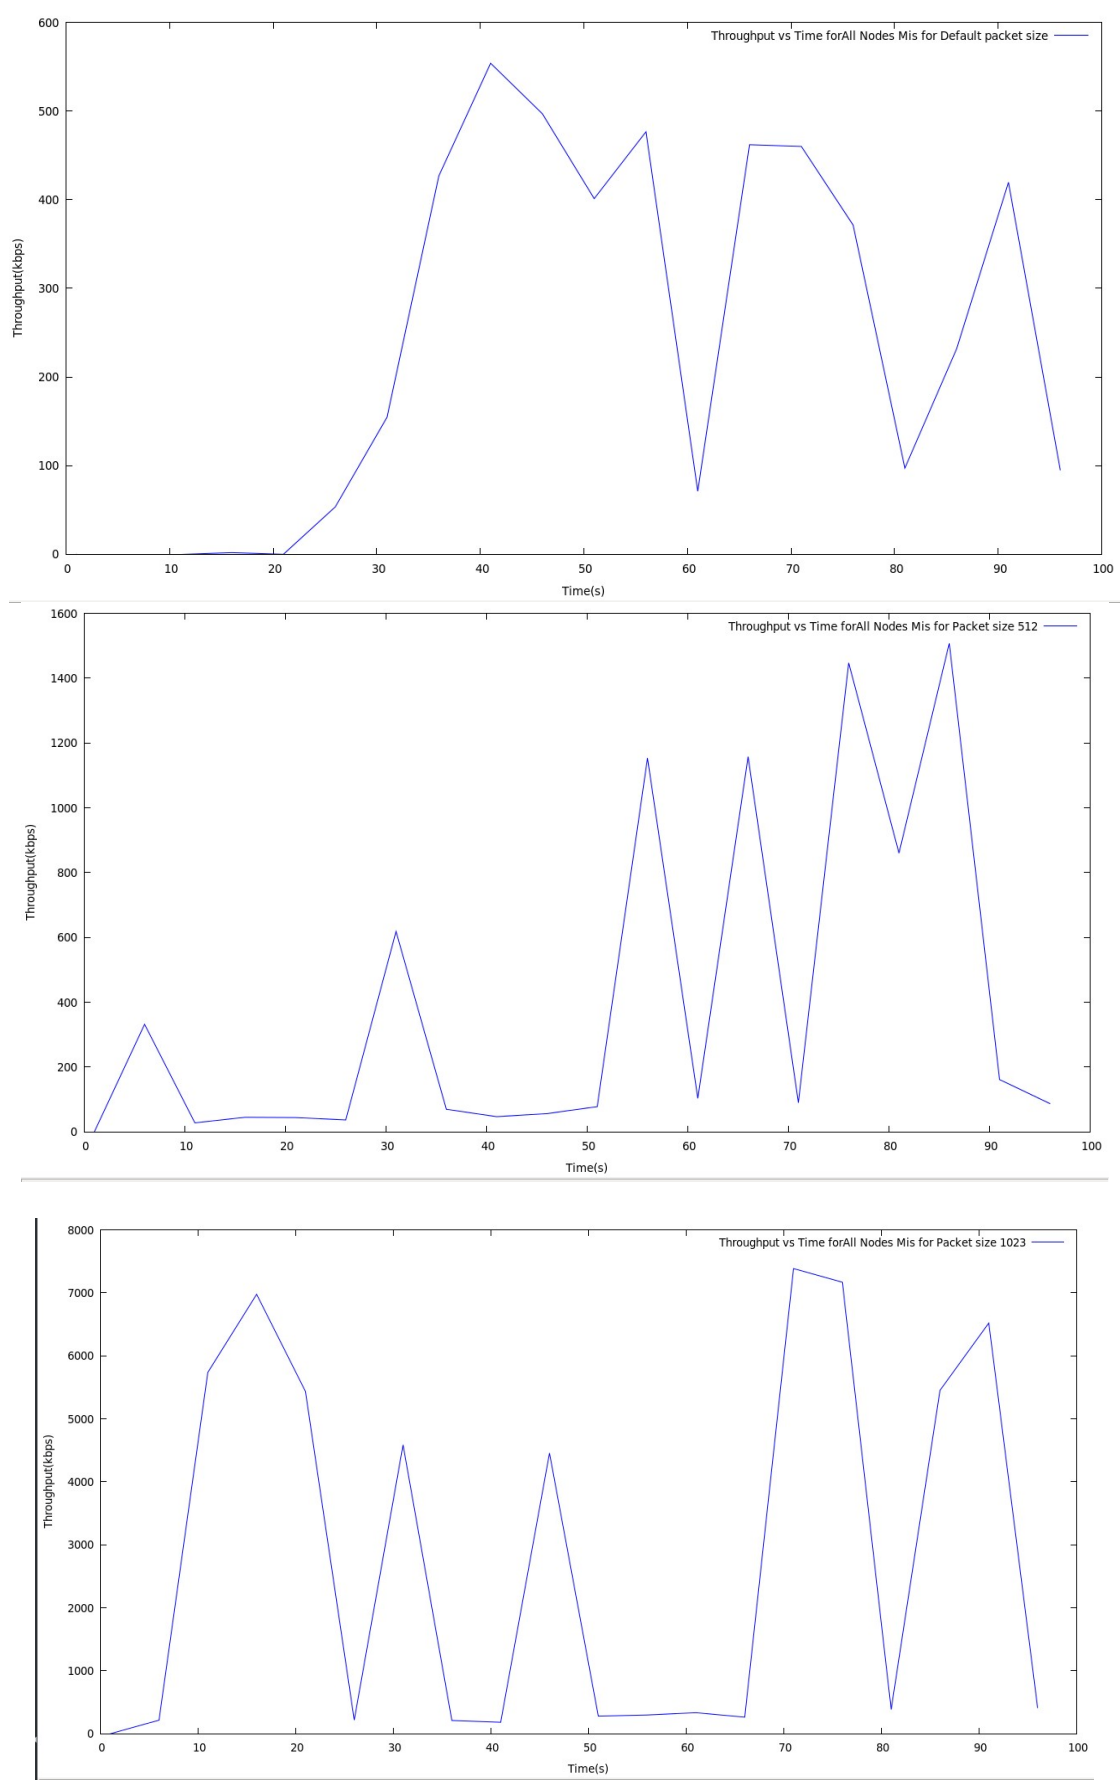 600
Throughput vs Time forAll Nodes Mis for Default packet size
500
400
Throughput(kbps)
300
200
100
0
0 10 20 30 40 50 60 70 80 90 100
Time(s)
1600
Throughput vs Time forAll Nodes Mis for Packet size 512
1400
1200
1000
Throughput(kbps)
800
600
400
200
0
0 10 20 30 40 50 60 70 80 90 100
Time(s)
8000
Throughput vs Time forAll Nodes Mis for Packet size 1023
7000
6000
5000
Throughput(kbps)
4000
3000
2000
1000
0
0 10 20 30 40 50 60 70 80 90 100
Time(s)